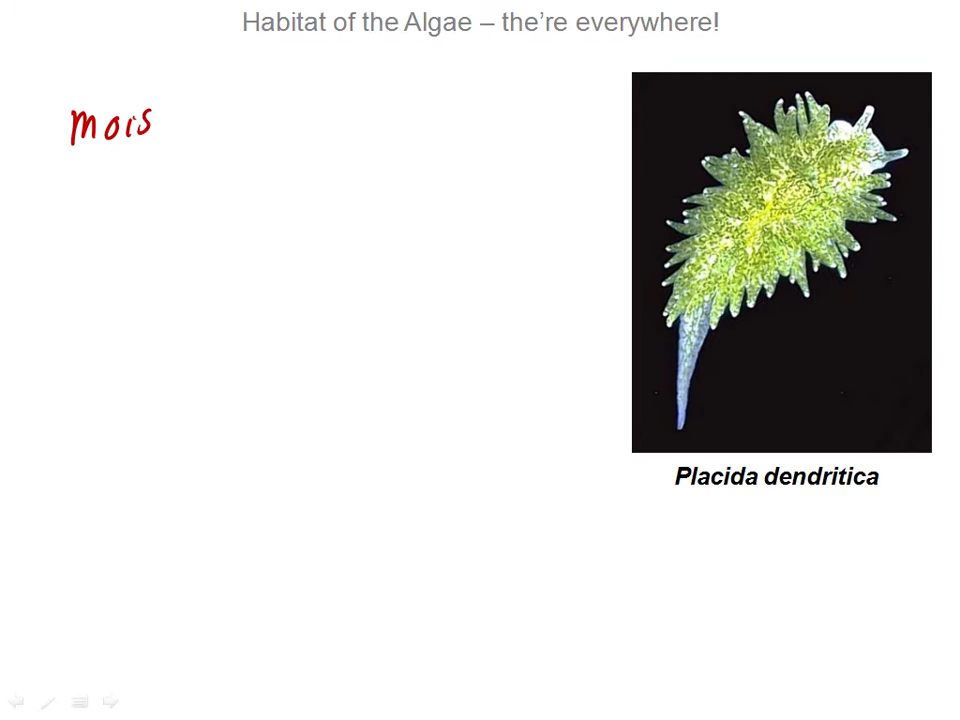 Habitat of the Algae – the're everywhere!
mois
Placida dendritica